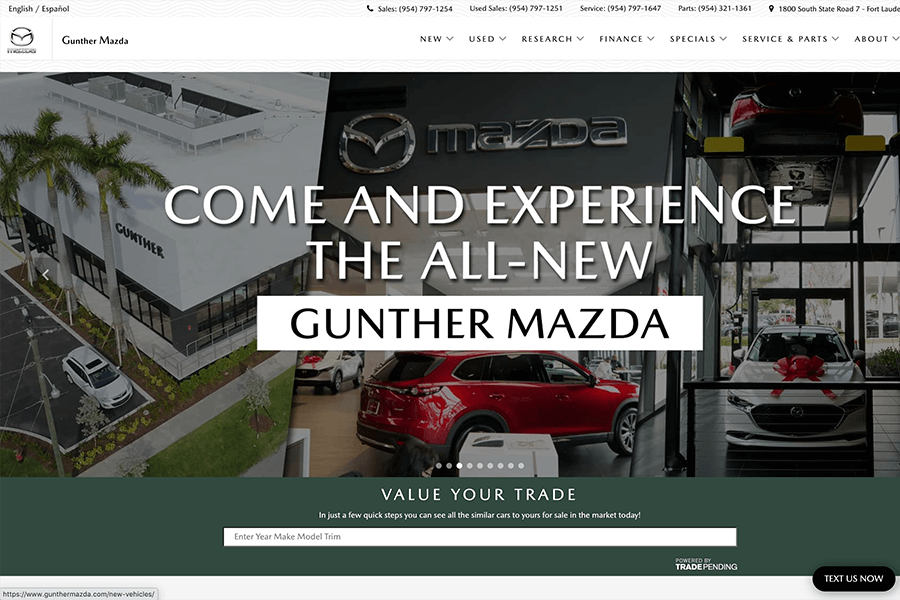 English / Español
Sales: (954) 797-1254
Used Sales: (954) 797-1251
Service: (954) 797-1647
Parts: (954) 321-1361
1800 South State Road 7 - Fort Laude
mazda
Gunther Mazda
NEW
USED
RESEARCH
FINANCE
SPECIALS
SERVICE & PARTS
ABOUT
mazda
GUNTHER
COME AND EXPERIENCE
THE ALL-NEW
GUNTHER MAZDA
VALUE YOUR TRADE
In just a few quick steps you can see all the similar cars to yours for sale in the market today!
Enter Year Make Model Trim
POWERED BY
TRADEPENDING
TEXT US NOW
https://www.gunthermazda.com/new-vehicles/